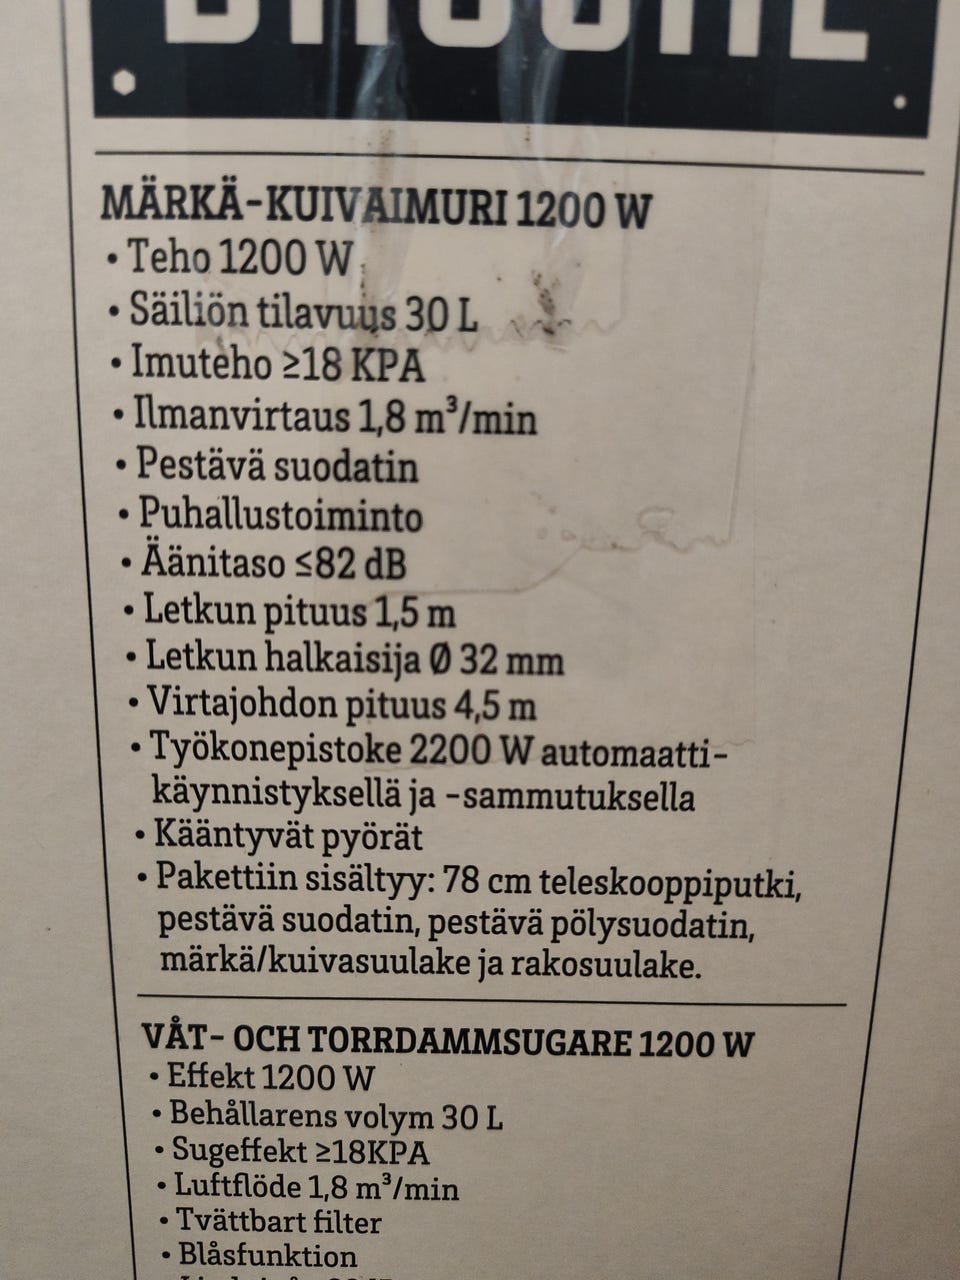 MÄRKÄ-KUIVAIMURI 1200 W
• Teho 1200 W
• Säiliön tilavuus 30 L
• Imuteho ≥18 KPA
• Ilmanvirtaus 1,8 m³/min
• Pestävä suodatin
• Puhallustoiminto
• Äänitaso ≤82 dB
• Letkun pituus 1,5 m
• Letkun halkaisija Ø 32 mm
• Virtajohdon pituus 4,5 m
• Työkonepistoke 2200 W automaatti-
käynnistyksellä ja -sammutuksella
• Kääntyvät pyörät
• Pakettiin sisältyy: 78 cm teleskooppiputki,
pestävä suodatin, pestävä pölysuodatin,
märkä/kuivasuulake ja rakosuulake.
VÅT- OCH TORRDAMMSUGARE 1200 W
• Effekt 1200 W
• Behållarens volym 30 L
• Sugeffekt ≥18KPA
• Luftflöde 1,8 m³/min
• Tvättbart filter
• Blåsfunktion